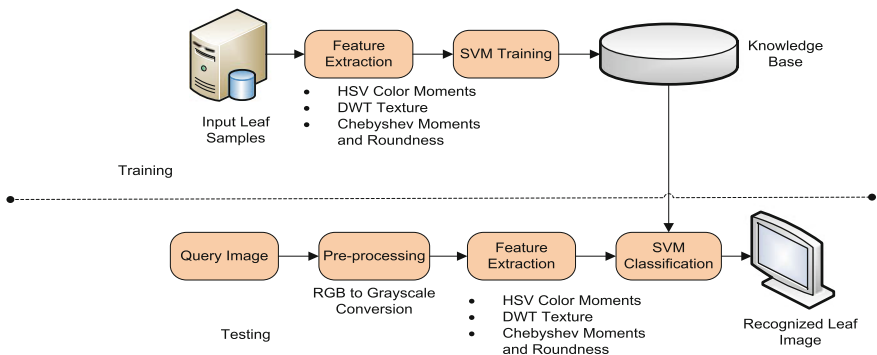 Feature
Extraction
SVM Training
Knowledge
Base
• HSV Color Moments
• DWT Texture
• Chebyshev Moments
and Roundness
Input Leaf
Samples
Training
Query Image
Pre-processing
Feature
Extraction
SVM
Classification
RGB to Grayscale
Conversion
• HSV Color Moments
• DWT Texture
• Chebyshev Moments
and Roundness
Recognized Leaf
Image
Testing